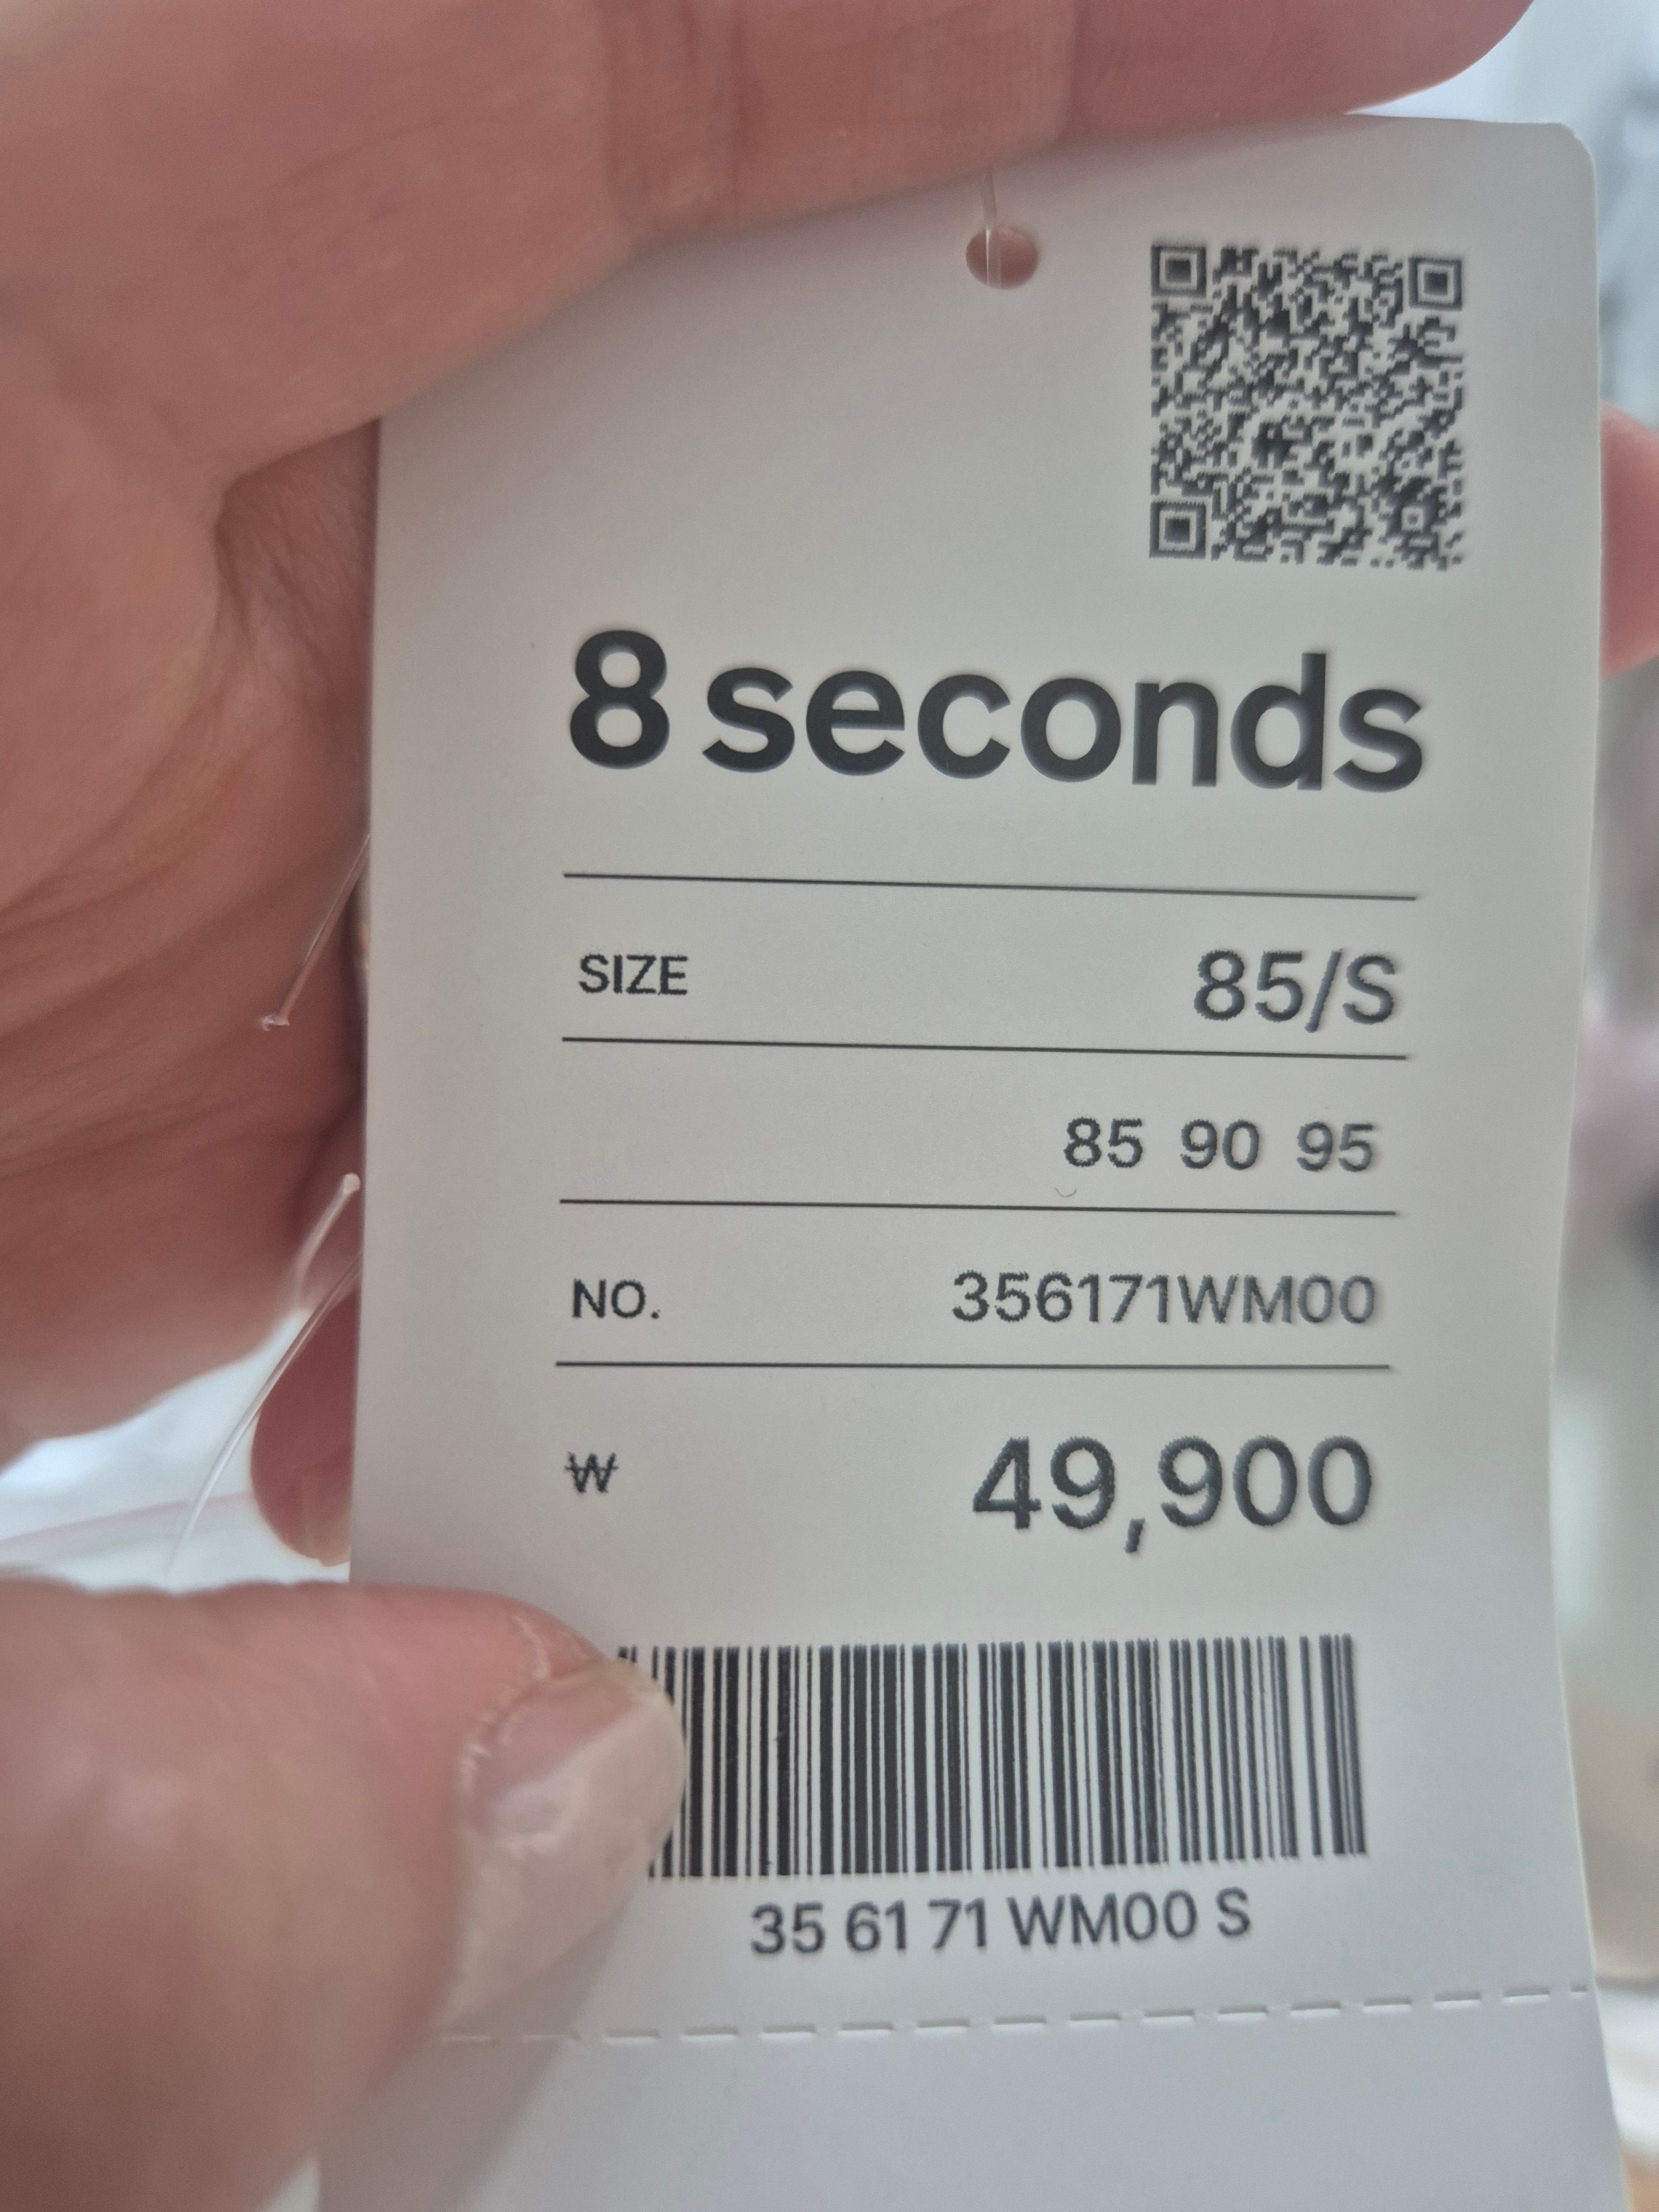 8 seconds
SIZE 85/S
85 90 95
NO. 356171WM00
₩ 49,900
35 61 71 WM00 S